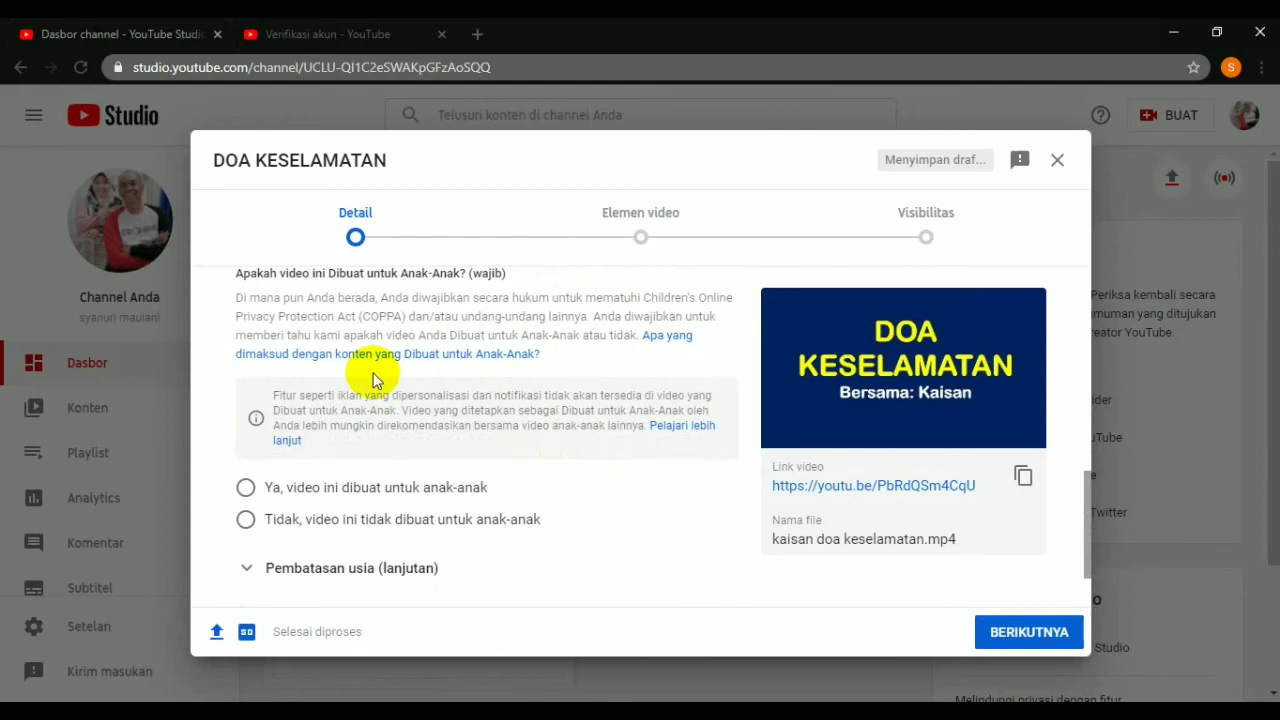 Dasbor channel - YouTube Studio
Verifikasi akun - YouTube
studio.youtube.com/channel/UCLU-QI1C2eSWAKpGFzAoSQQ
S
Studio
Telusuri konten di channel Anda
BUAT
DOA KESELAMATAN
Menyimpan draf...
Detail
Elemen video
Visibilitas
Channel Anda
syanuri maulani
Dasbor
Konten
Playlist
Analytics
Komentar
Subtitel
Setelan
Kirim masukan
Apakah video ini Dibuat untuk Anak-Anak? (wajib)
Di mana pun Anda berada, Anda diwajibkan secara hukum untuk mematuhi Children's Online
Privacy Protection Act (COPPA) dan/atau undang-undang lainnya. Anda diwajibkan untuk
memberi tahu kami apakah video Anda Dibuat untuk Anak-Anak atau tidak. Apa yang
dimaksud dengan konten yang Dibuat untuk Anak-Anak?
Fitur seperti iklan yang dipersonalisasi dan notifikasi tidak akan tersedia di video yang
Dibuat untuk Anak-Anak. Video yang ditetapkan sebagai Dibuat untuk Anak-Anak oleh
Anda lebih mungkin direkomendasikan bersama video anak-anak lainnya. Pelajari lebih
lanjut
Ya, video ini dibuat untuk anak-anak
Tidak, video ini tidak dibuat untuk anak-anak
Pembatasan usia (lanjutan)
DOA
KESELAMATAN
Bersama: Kaisan
Link video
https://youtu.be/PbRdQSm4CqU
Nama file
kaisan doa keselamatan.mp4
SD
Selesai diproses
BERIKUTNYA
Periksa kembali secara
umuman yang ditujukan
reator YouTube.
ider
uTube
e
Twitter
o
Studio
Melindungi privasi dengan fitur